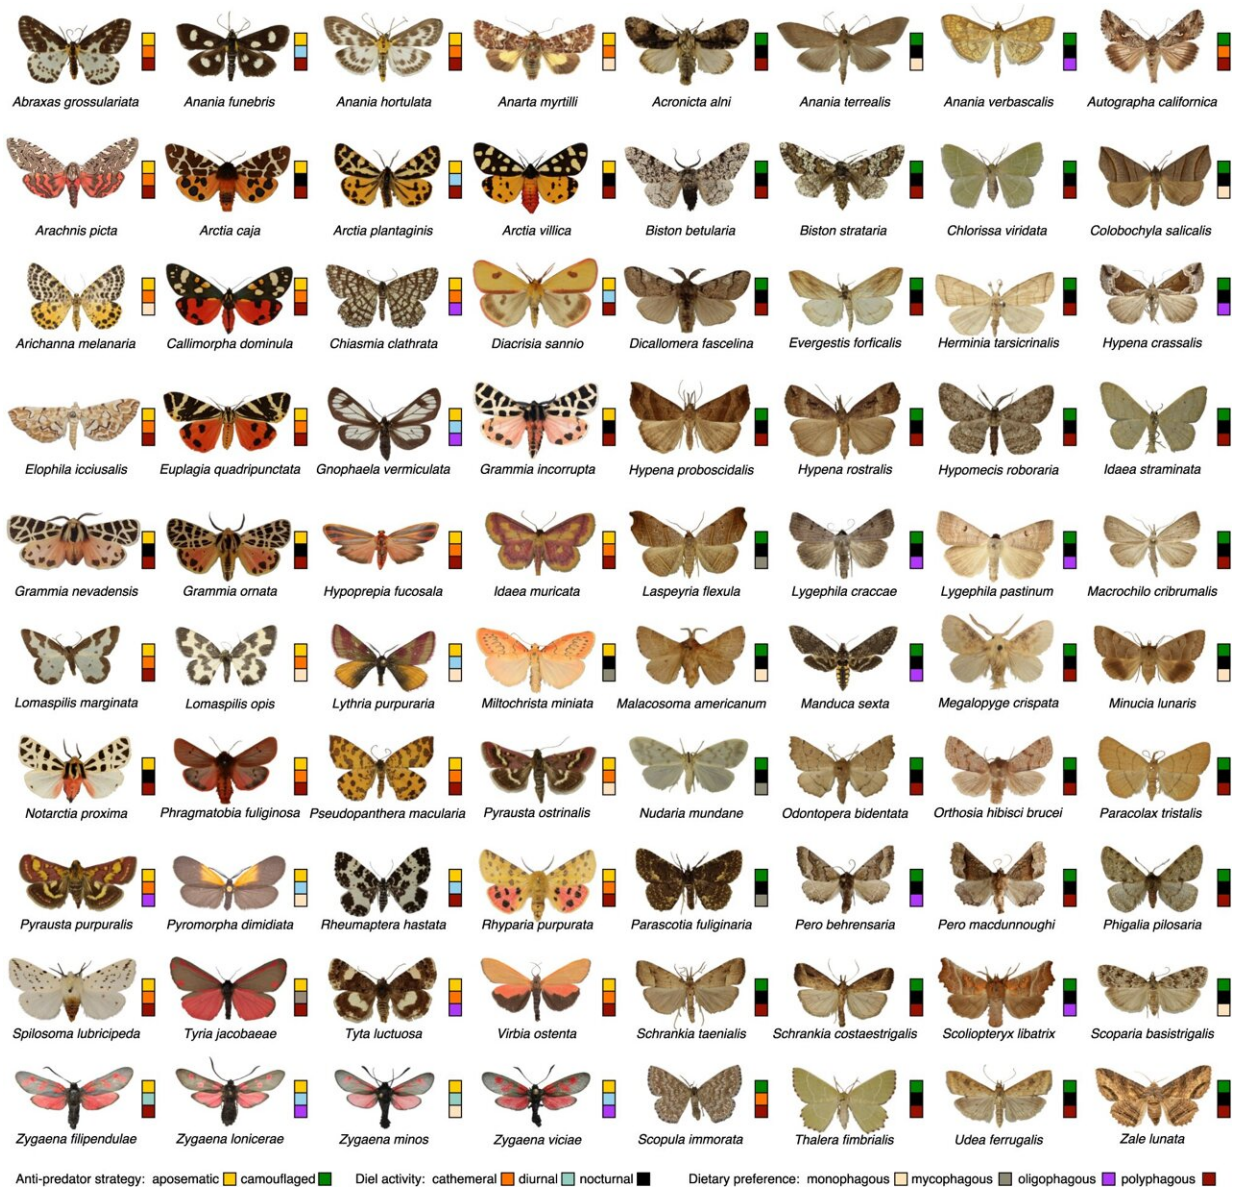 Abraxas grossulariata Anania funebris Anania hortulata Anarta myrtilli Acronicta alni Anania terrealis Anania verbascalis Autographa californica
Arachnis picta Arctia caja Arctia plantaginis Arctia villica Biston betularia Biston strataria Chlorissa viridata Colobochyla salicalis
Arichanna melanaria Callimorpha dominula Chiasmia clathrata Diacrisia sannio Dicallomera fascelina Evergestis forficalis Herminia tarsicrinalis Hypena crassalis
Elophila icciusalis Euplagia quadripunctata Gnophaela vermiculata Grammia incorrupta Hypena proboscidalis Hypena rostralis Hypomecis roboraria Idaea straminata
Grammia nevadensis Grammia ornata Hypoprepia fucosala Idaea muricata Laspeyria flexula Lygephila craccae Lygephila pastinum Macrochilo cribrumalis
Lomaspilis marginata Lomaspilis opis Lythria purpuraria Miltochrista miniata Malacosoma americanum Manduca sexta Megalopyge crispata Minucia lunaris
Notarctia proxima Phragmatobia fuliginosa Pseudopanthera macularia Pyrausta ostrinalis Nudaria mundane Odontopera bidentata Orthosia hibisci brucei Paracolax tristalis
Pyrausta purpuralis Pyromorpha dimidiata Rheumaptera hastata Rhyparia purpurata Parascotia fuliginaria Pero behrensaria Pero macdunnoughi Phigalia pilosaria
Spilosoma lubricipeda Tyria jacobaeae Tyta luctuosa Virbia ostenta Schrankia taenialis Schrankia costaestrigalis Scoliopteryx libatrix Scoparia basistrigalis
Zygaena filipendulae Zygaena lonicerae Zygaena minos Zygaena viciae Scopula immorata Thalera fimbrialis Udea ferrugalis Zale lunata
Anti-predator strategy: aposematic camouflaged Diel activity: cathemeral diurnal nocturnal Dietary preference: monophagous mycophagous oligophagous polyphagous